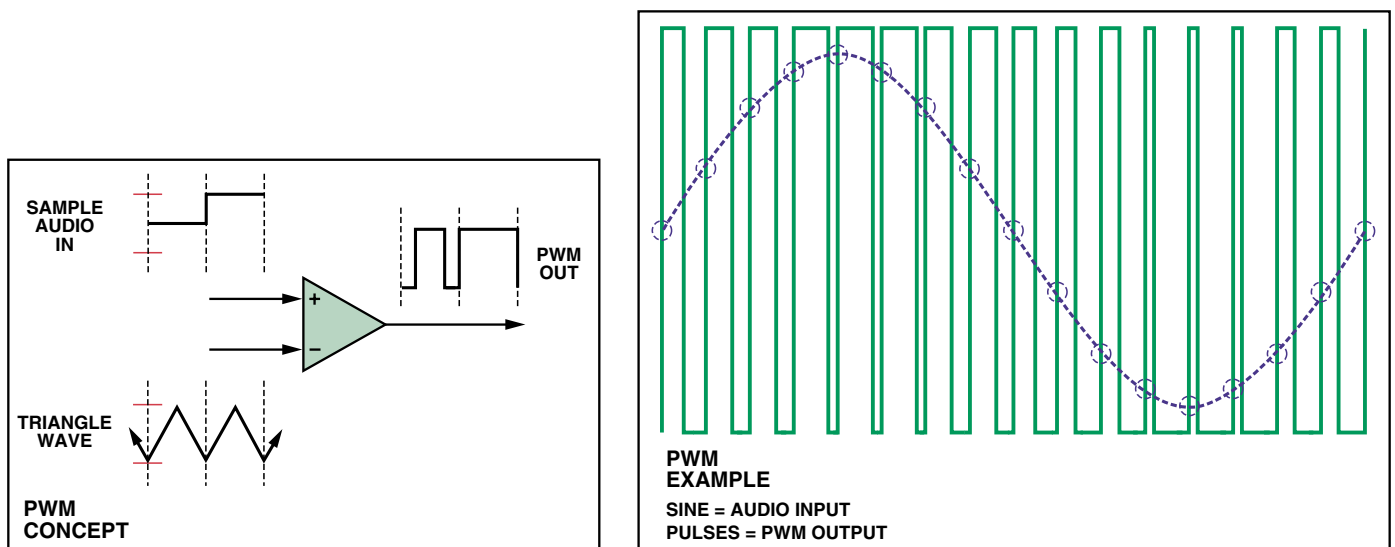 SAMPLE
AUDIO
IN
+
−
PWM
OUT
TRIANGLE
WAVE
PWM
CONCEPT
PWM
EXAMPLE
SINE = AUDIO INPUT
PULSES = PWM OUTPUT